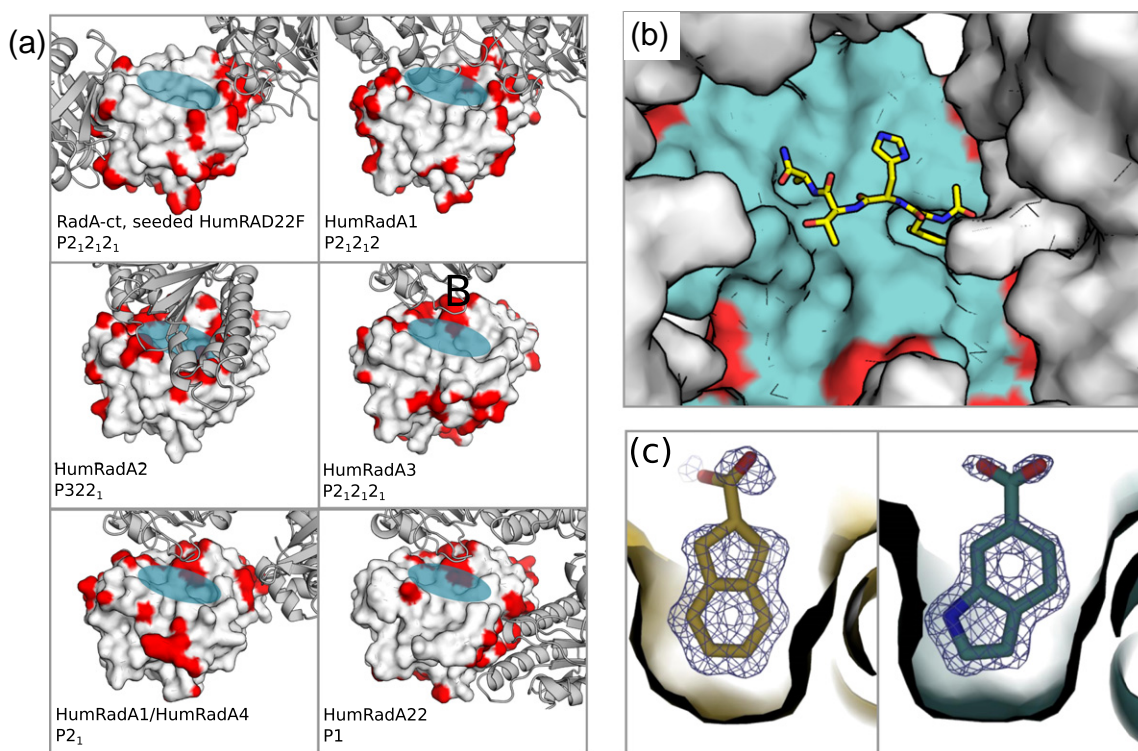 (a)
RadA-ct, seeded HumRAD22F
P2₁2₁2₁
HumRadA1
P2₁2₁2
HumRadA2
P322₁
B
HumRadA3
P2₁2₁2₁
HumRadA1/HumRadA4
P2₁
HumRadA22
P1
(b)
(c)